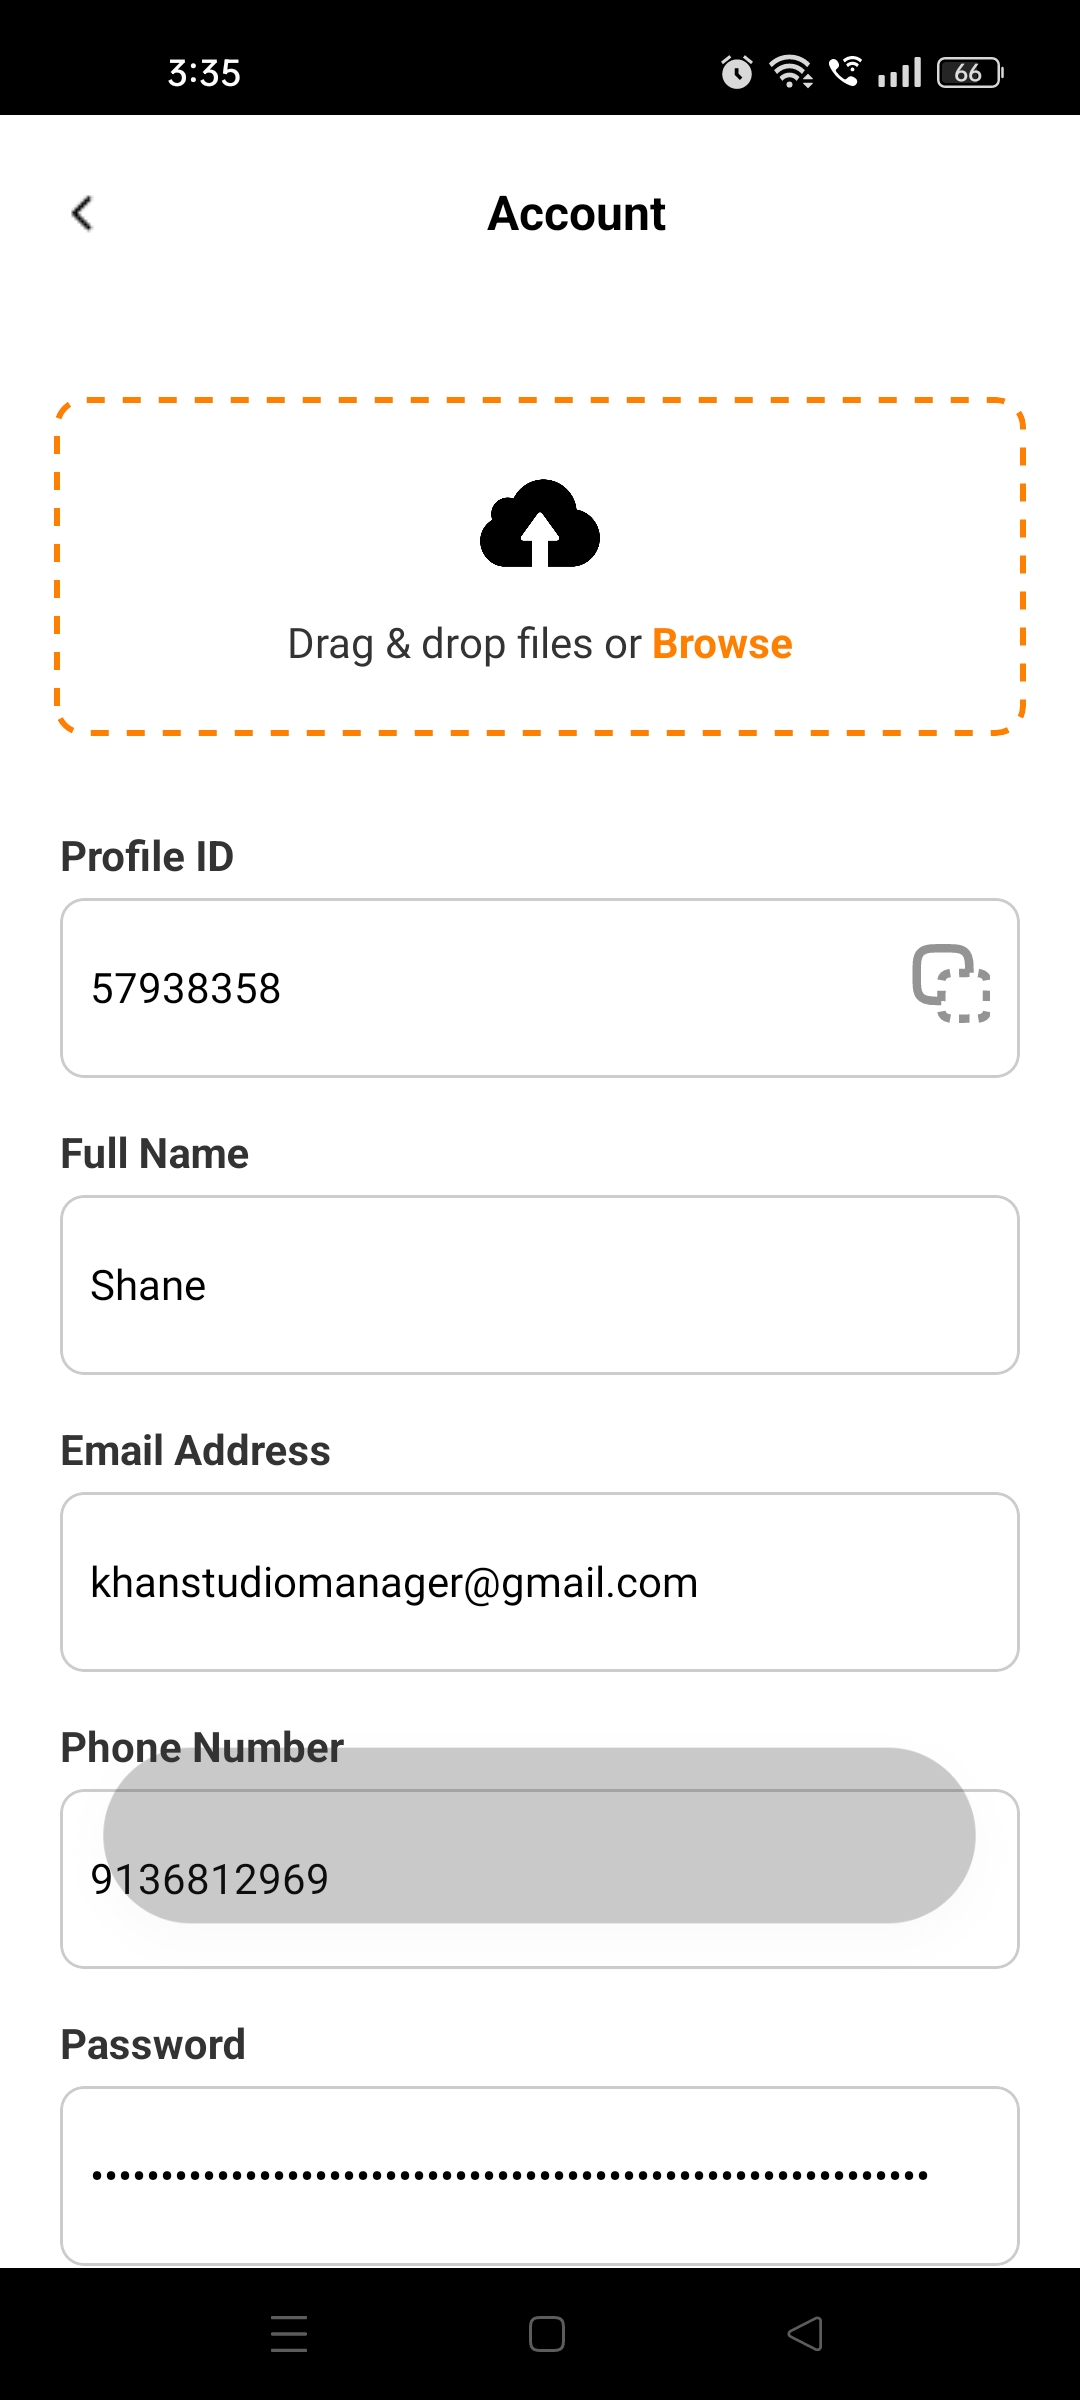 3:35
66
Account
Drag & drop files or Browse
Profile ID
57938358
Full Name
Shane
Email Address
khanstudiomanager@gmail.com
Phone Number
9136812969
Password